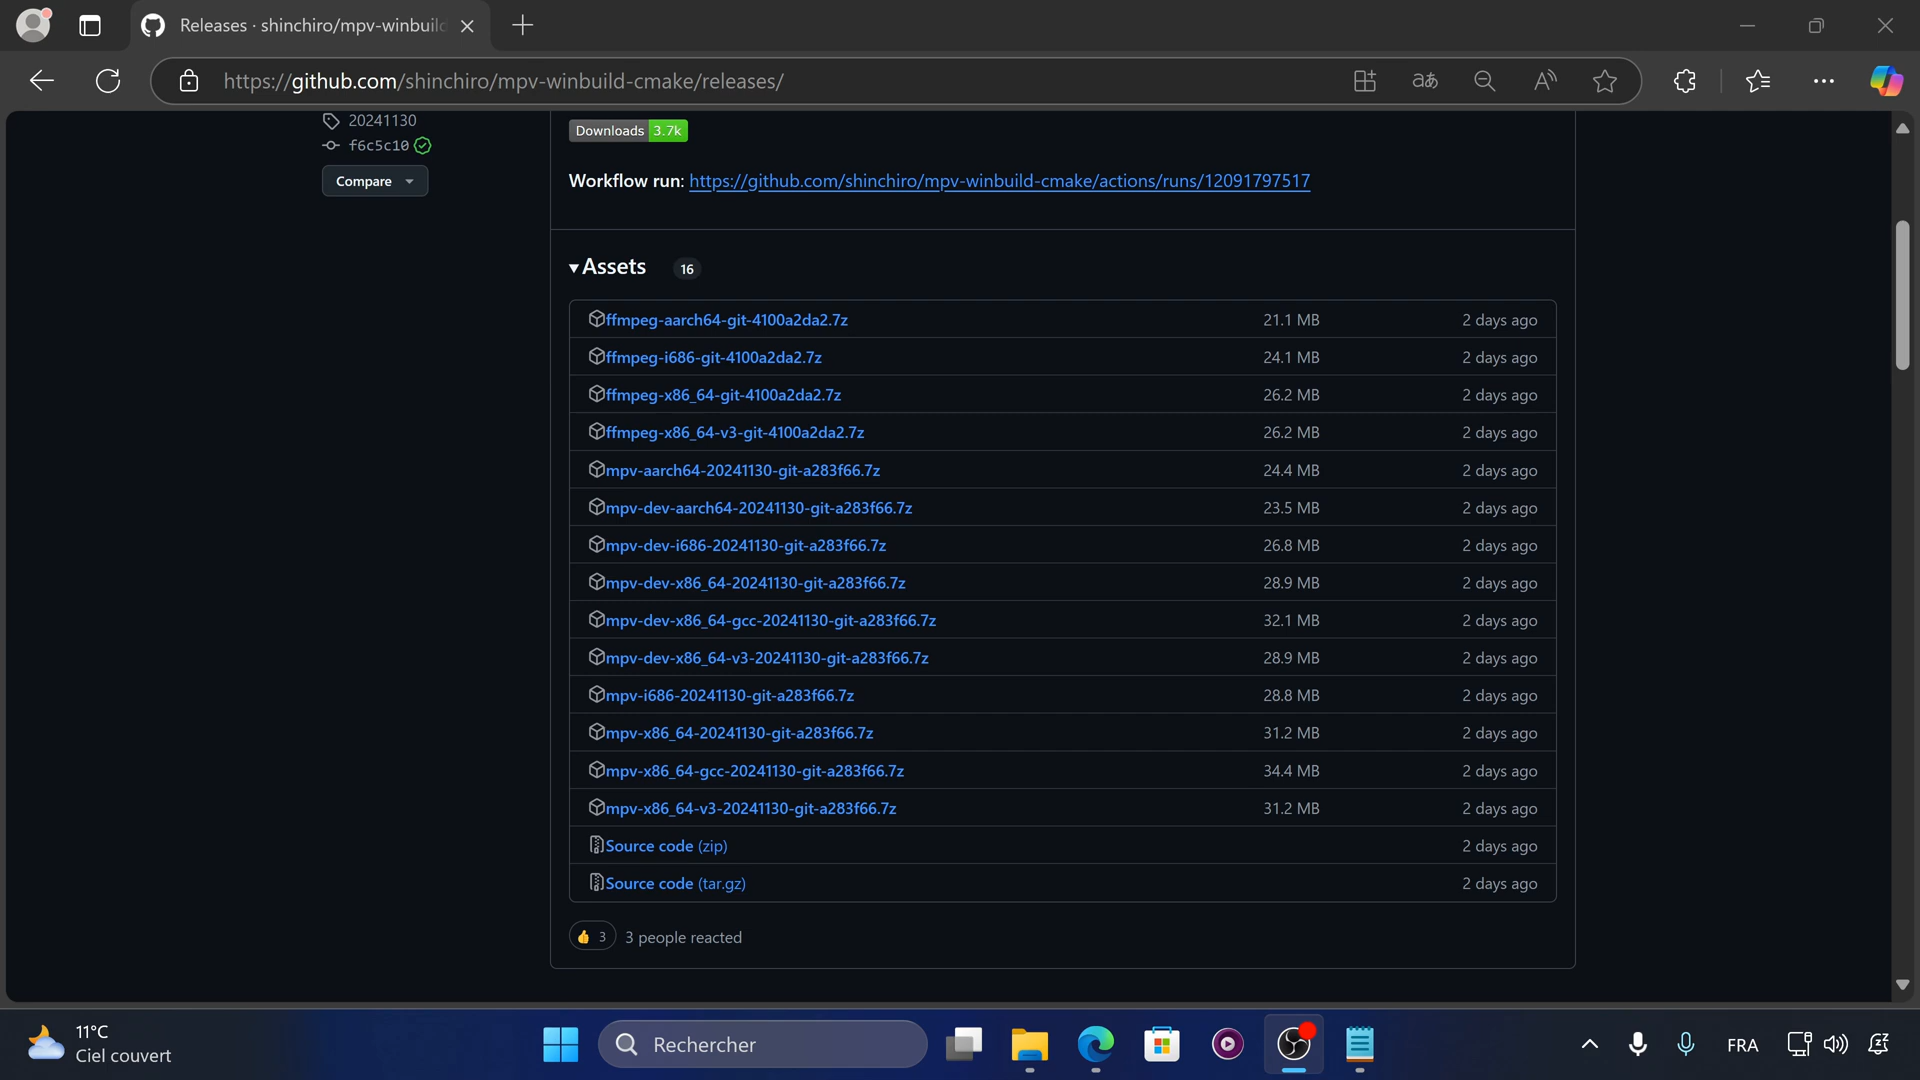 Releases · shinchiro/mpv-winbuild
https://github.com/shinchiro/mpv-winbuild-cmake/releases/
20241130
f6c5c10
Compare
Downloads 3.7k
Workflow run: https://github.com/shinchiro/mpv-winbuild-cmake/actions/runs/12091797517
Assets 16
ffmpeg-aarch64-git-4100a2da2.7z 21.1 MB 2 days ago
ffmpeg-i686-git-4100a2da2.7z 24.1 MB 2 days ago
ffmpeg-x86_64-git-4100a2da2.7z 26.2 MB 2 days ago
ffmpeg-x86_64-v3-git-4100a2da2.7z 26.2 MB 2 days ago
mpv-aarch64-20241130-git-a283f66.7z 24.4 MB 2 days ago
mpv-dev-aarch64-20241130-git-a283f66.7z 23.5 MB 2 days ago
mpv-dev-i686-20241130-git-a283f66.7z 26.8 MB 2 days ago
mpv-dev-x86_64-20241130-git-a283f66.7z 28.9 MB 2 days ago
mpv-dev-x86_64-gcc-20241130-git-a283f66.7z 32.1 MB 2 days ago
mpv-dev-x86_64-v3-20241130-git-a283f66.7z 28.9 MB 2 days ago
mpv-i686-20241130-git-a283f66.7z 28.8 MB 2 days ago
mpv-x86_64-20241130-git-a283f66.7z 31.2 MB 2 days ago
mpv-x86_64-gcc-20241130-git-a283f66.7z 34.4 MB 2 days ago
mpv-x86_64-v3-20241130-git-a283f66.7z 31.2 MB 2 days ago
Source code (zip) 2 days ago
Source code (tar.gz) 2 days ago
👍 3 3 people reacted
11°C
Ciel couvert
Rechercher
FRA